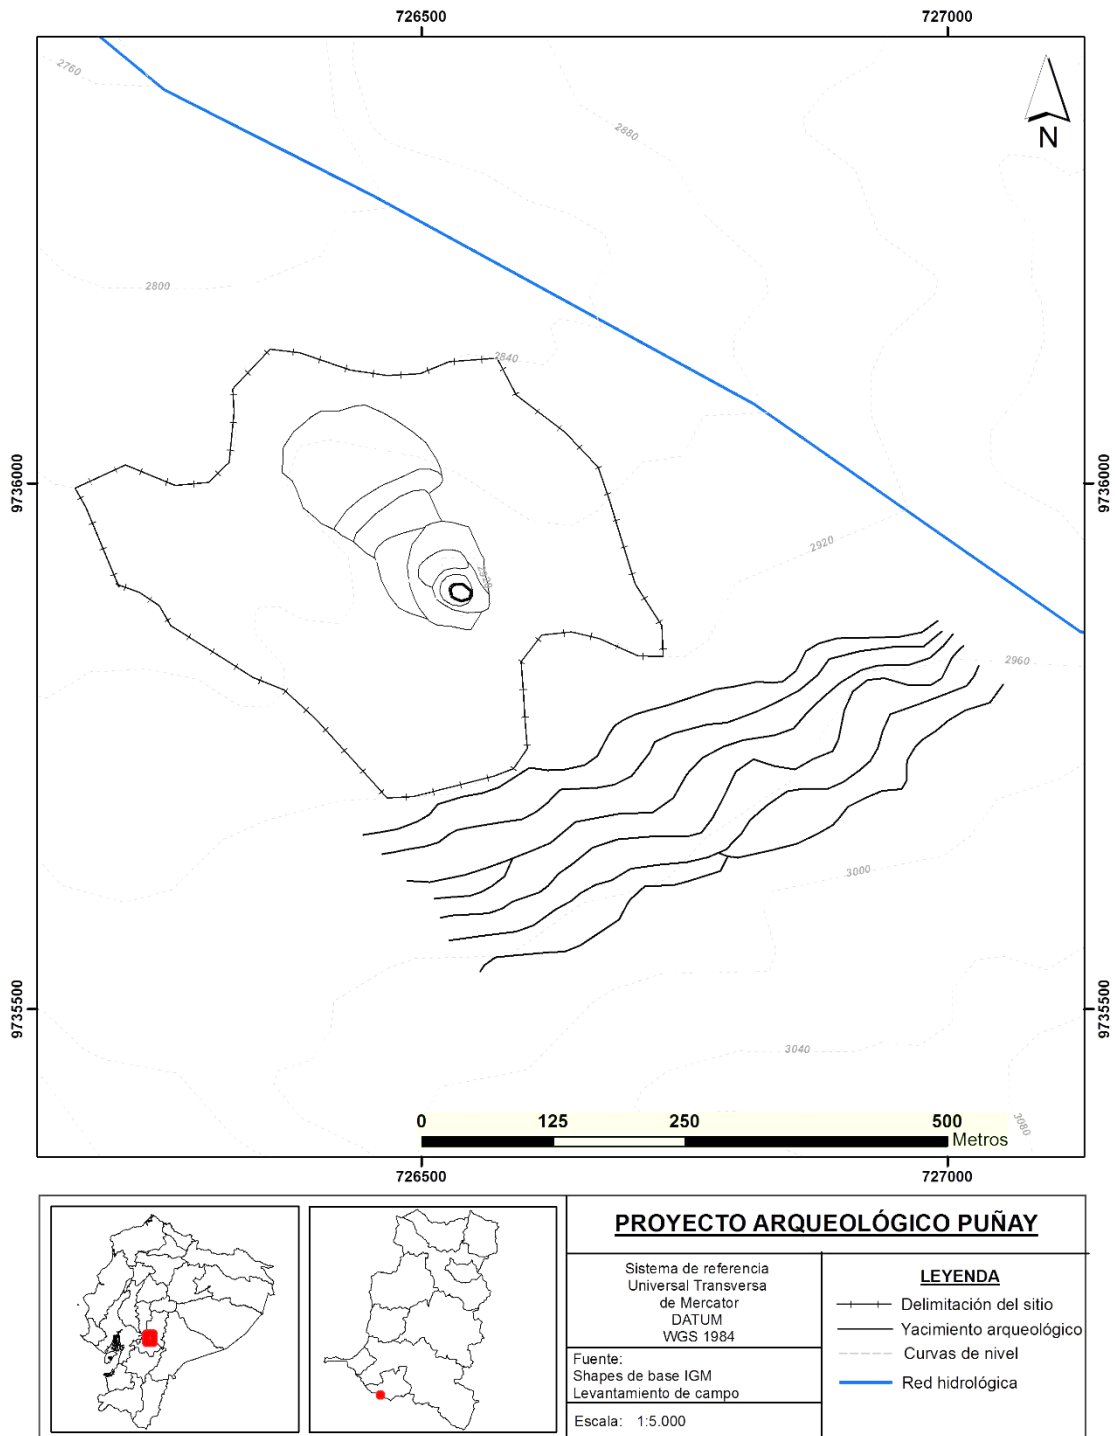 726500
727000
2760
2880
N
2800
2840
9736000
9736000
2920
2920
2960
3000
9735500
9735500
3040
3080
0
125
250
500
Metros
726500
727000
PROYECTO ARQUEOLÓGICO PUÑAY
Sistema de referencia
Universal Transversa
de Mercator
DATUM
WGS 1984
Fuente:
Shapes de base IGM
Levantamiento de campo
Escala: 1:5.000
LEYENDA
Delimitación del sitio
Yacimiento arqueológico
Curvas de nivel
Red hidrológica